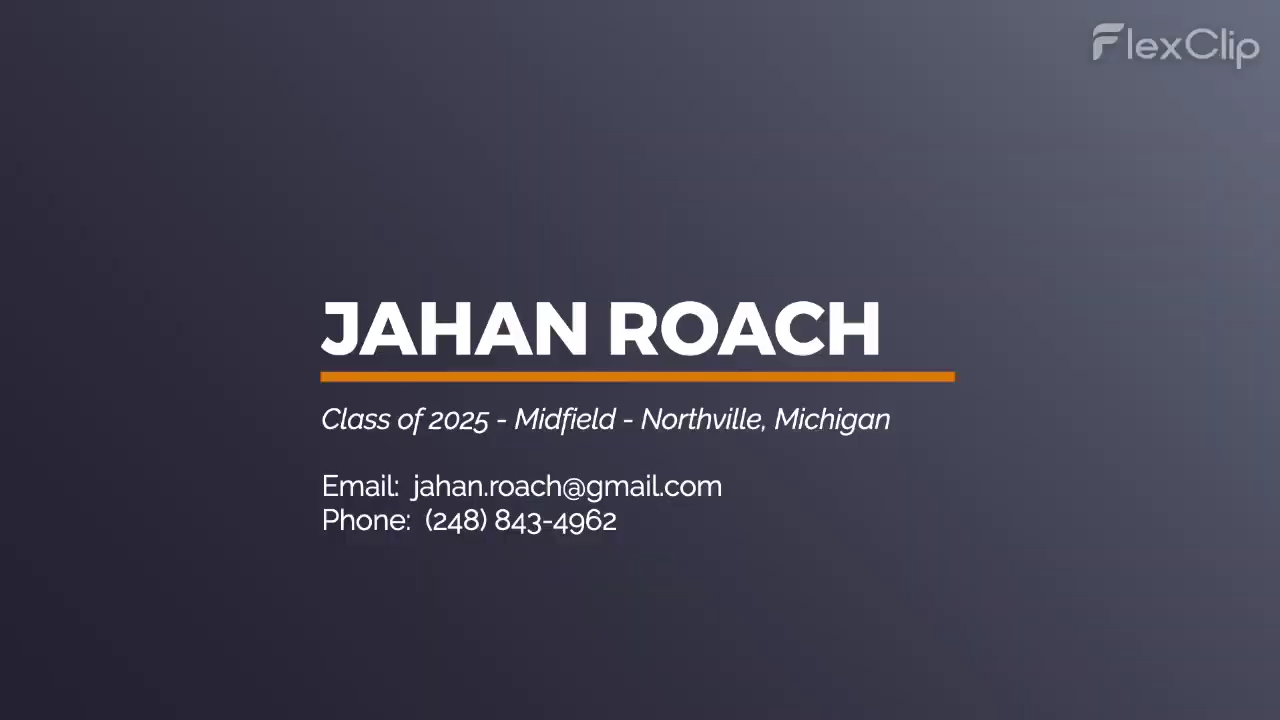 FlexClip
JAHAN ROACH
Class of 2025 - Midfield - Northville, Michigan
Email: jahan.roach@gmail.com
Phone: (248) 843-4962